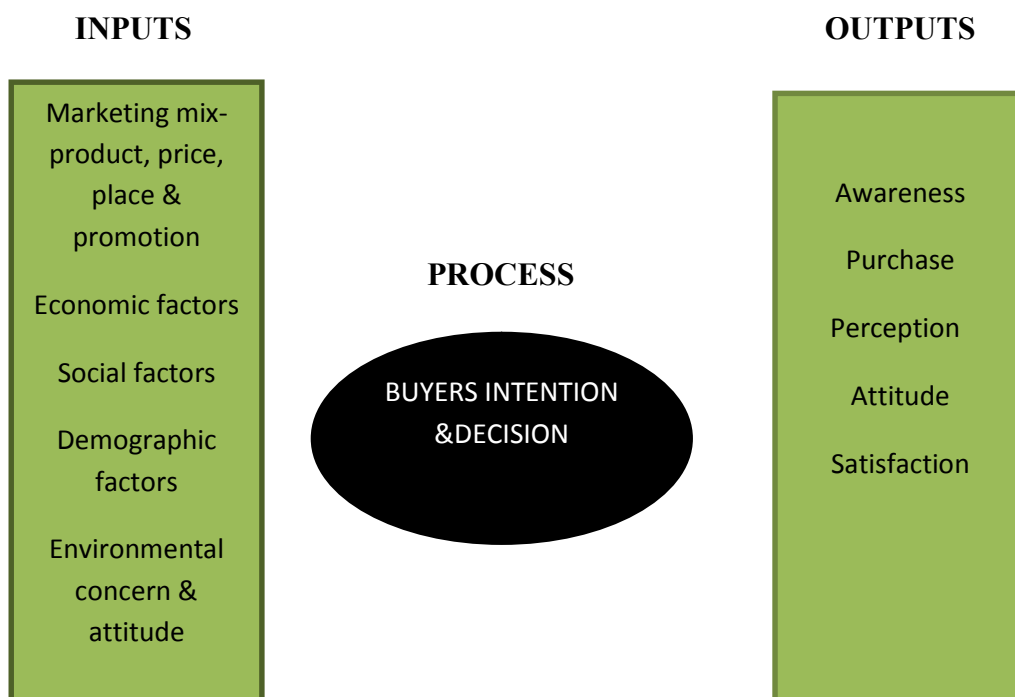 INPUTS
Marketing mix-
product, price,
place &
promotion
Economic factors
Social factors
Demographic
factors
Environmental
concern &
attitude
PROCESS
BUYERS INTENTION
&DECISION
OUTPUTS
Awareness
Purchase
Perception
Attitude
Satisfaction